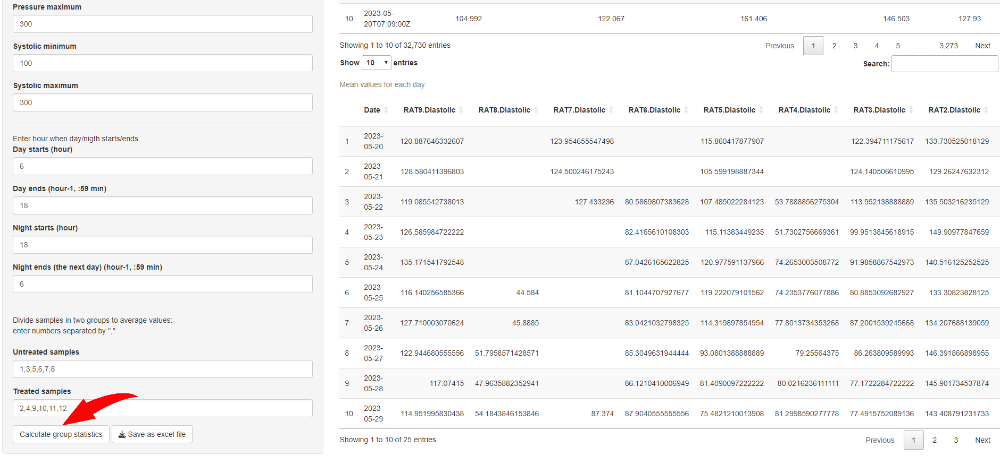 Pressure maximum
300
Systolic minimum
100
Systolic maximum
300
Enter hour when day/nigth starts/ends
Day starts (hour)
6
Day ends (hour-1, :59 min)
18
Night starts (hour)
18
Night ends (the next day) (hour-1, :59 min)
6
Divide samples in two groups to average values:
enter numbers separated by ","
Untreated samples
1,3,5,6,7,8
Treated samples
2,4,9,10,11,12
Calculate group statistics Save as excel file
10 2023-05-20T07:09:00Z 104.992 122.067 161.406 146.503 127.93
Showing 1 to 10 of 32,730 entries Previous 1 2 3 4 5 … 3,273 Next
Show 10 entries Search:
Mean values for each day:
Date RAT9.Diastolic RAT8.Diastolic RAT7.Diastolic RAT6.Diastolic RAT5.Diastolic RAT4.Diastolic RAT3.Diastolic RAT2.Diastolic
1 2023-05-20 120.887646332607 123.954655547498 115.860417877907 122.394711175617 133.730525018129
2 2023-05-21 128.580411396803 124.500246175243 105.599198887344 124.140506610995 129.26247632312
3 2023-05-22 119.085542738013 127.433236 80.5869807383628 107.485022284123 53.7888856275304 113.952138888889 135.503216235129
4 2023-05-23 126.585984722222 82.4165610108303 115.11383449235 51.7302756669361 99.9513845618915 149.90977847659
5 2023-05-24 135.171541792548 87.0426165622825 120.977591137966 74.2653003508772 91.9858867542973 140.516125252525
6 2023-05-25 116.140256585366 44.584 81.1044707927677 119.222079101562 74.2353776077886 80.8853092682927 133.30823828125
7 2023-05-26 127.710003070624 45.8885 83.0421032798325 114.319897854954 77.8013734353268 87.2001539245668 134.207688139059
8 2023-05-27 122.944680555556 51.7958571428571 85.3049631944444 93.0801388888889 79.25564375 86.263809589993 146.391866898955
9 2023-05-28 117.07415 47.9635882352941 86.1210410006949 81.4090097222222 80.0216236111111 77.1722284722222 145.901734537874
10 2023-05-29 114.951995830438 54.1843846153846 87.374 87.9040555555556 75.4821210013908 81.2998590277778 77.4915752089136 143.408791231733
Showing 1 to 10 of 25 entries Previous 1 2 3 Next